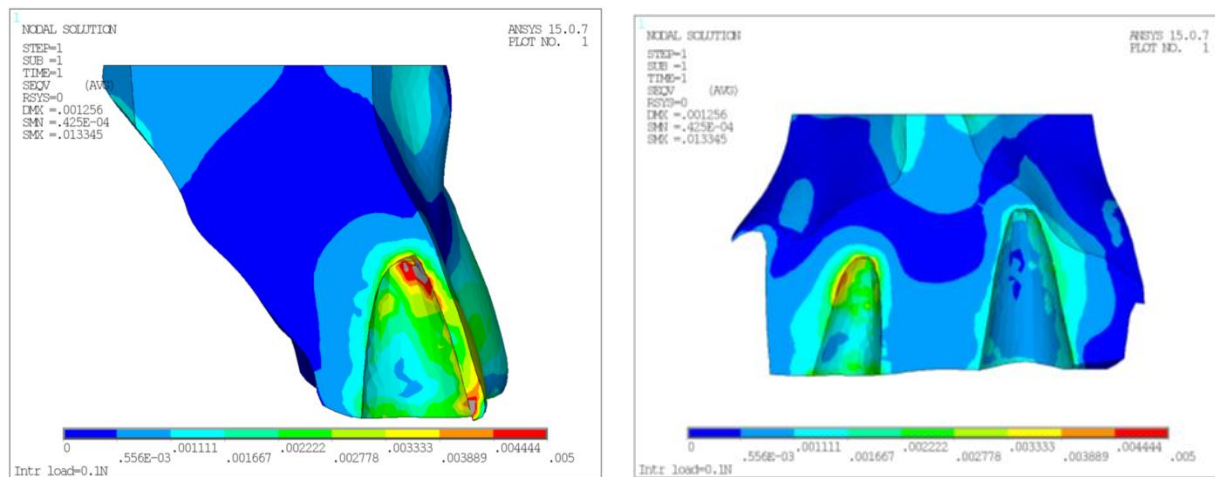 1
NODAL SOLUTION
STEP=1
SUB =1
TIME=1
SEQV (AVG)
RSYS=0
DMX =.001256
SMN =.425E-04
SMX =.013345
ANSYS 15.0.7
PLOT NO. 1
0 .001111 .002222 .003333 .004444
.556E-03 .001667 .002778 .003889 .005
Intr load=0.1N
1
NODAL SOLUTION
STEP=1
SUB =1
TIME=1
SEQV (AVG)
RSYS=0
DMX =.001256
SMN =.425E-04
SMX =.013345
ANSYS 15.0.7
PLOT NO. 1
0 .001111 .002222 .003333 .004444
.556E-03 .001667 .002778 .003889 .005
Intr load=0.1N